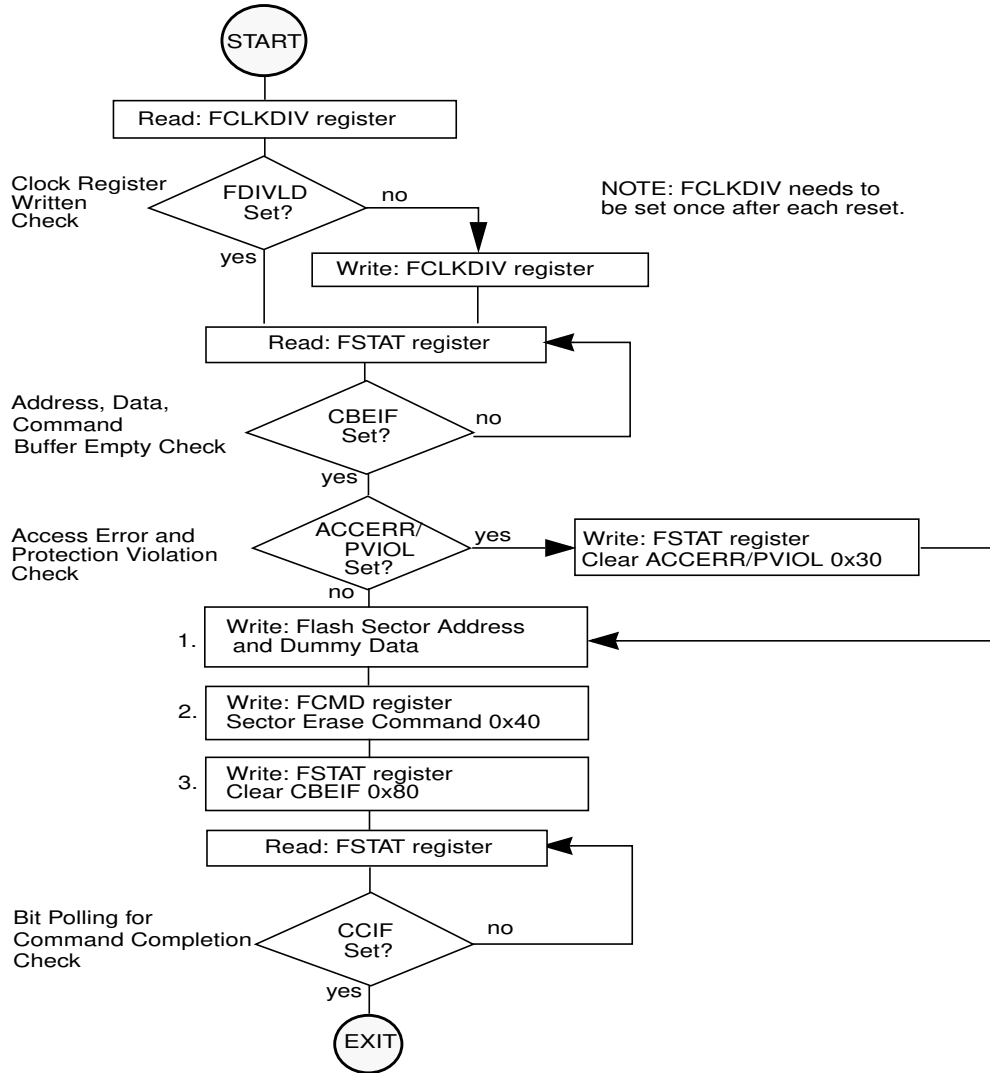 START
Read: FCLKDIV register
Clock Register
Written
Check
FDIVLD
Set?
no
yes
NOTE: FCLKDIV needs to
be set once after each reset.
Write: FCLKDIV register
Read: FSTAT register
Address, Data,
Command
Buffer Empty Check
CBEIF
Set?
no
yes
Access Error and
Protection Violation
Check
ACCERR/
PVIOL
Set?
yes
no
Write: FSTAT register
Clear ACCERR/PVIOL 0x30
1.
Write: Flash Sector Address
and Dummy Data
2.
Write: FCMD register
Sector Erase Command 0x40
3.
Write: FSTAT register
Clear CBEIF 0x80
Read: FSTAT register
Bit Polling for
Command Completion
Check
CCIF
Set?
no
yes
EXIT